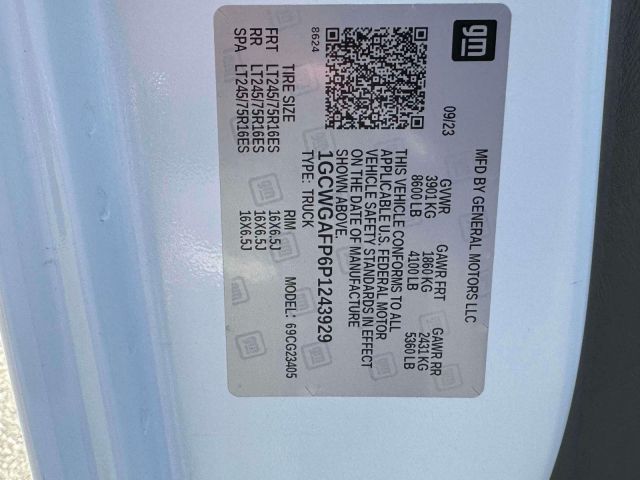 gm
MFD BY GENERAL MOTORS LLC
09/23
GVWR GAWR FRT GAWR RR
3901 KG 1860 KG 2431 KG
8600 LB 4100 LB 5360 LB
THIS VEHICLE CONFORMS TO ALL
APPLICABLE U.S. FEDERAL MOTOR
VEHICLE SAFETY STANDARDS IN EFFECT
ON THE DATE OF MANUFACTURE
SHOWN ABOVE.
1GCWGAFP6P1243929
8624
TYPE: TRUCK MODEL: 69CG23405
TIRE SIZE RIM
FRT LT245/75R16ES 16X6.5J
RR LT245/75R16ES 16X6.5J
SPA LT245/75R16ES 16X6.5J